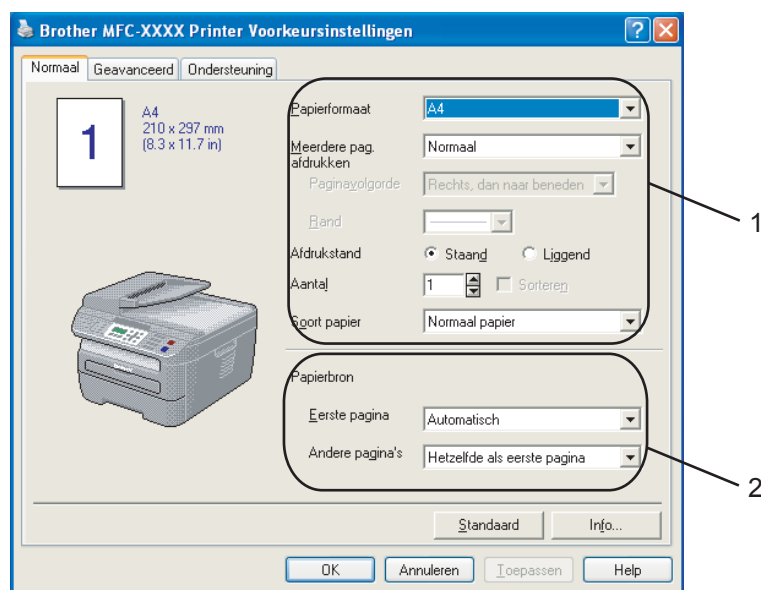 Brother MFC-XXXX Printer Voorkeursinstellingen
Normaal Geavanceerd Ondersteuning
1
A4
210 x 297 mm
(8.3 x 11.7 in)
Papierformaat A4
Meerdere pag. afdrukken Normaal
Paginavolgorde Rechts, dan naar beneden
Rand
Afdrukstand Staand Liggend
Aantal 1 Sorteren
Soort papier Normaal papier
1
Papierbron
Eerste pagina Automatisch
Andere pagina's Hetzelfde als eerste pagina
2
Standaard Info...
OK Annuleren Toepassen Help